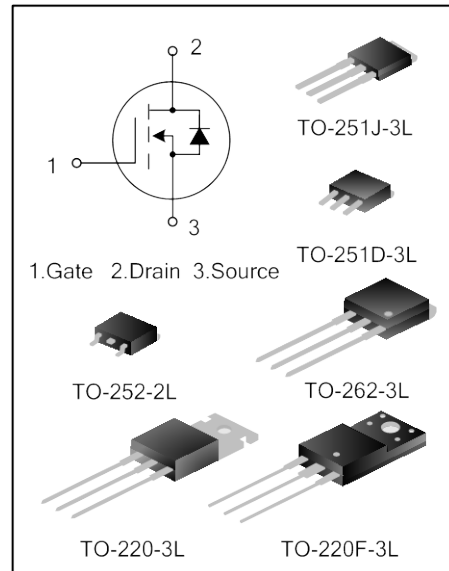 2
1
3
1.Gate 2.Drain 3.Source
TO-251J-3L
TO-251D-3L
TO-252-2L
TO-262-3L
TO-220-3L
TO-220F-3L